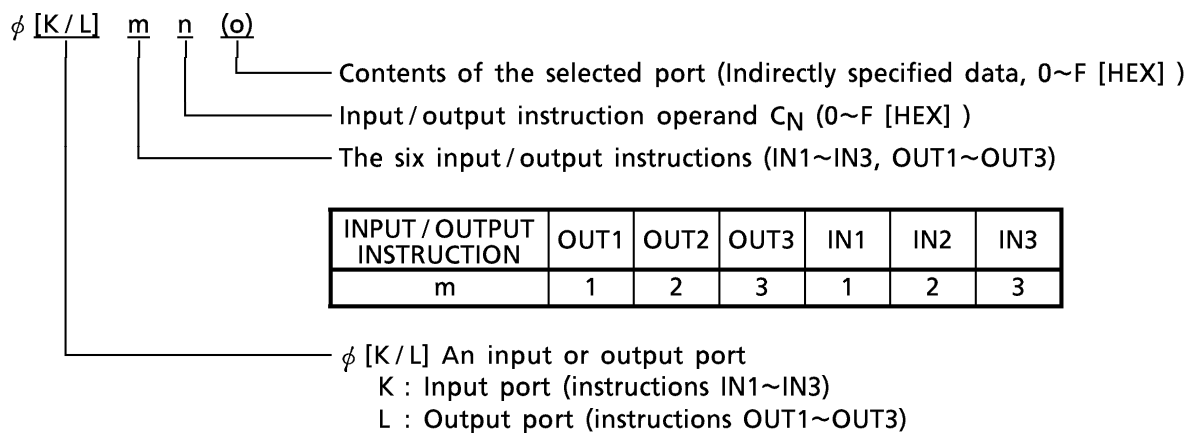 ϕ [K / L] m n (o)
Contents of the selected port (Indirectly specified data, 0~F [HEX] )
Input / output instruction operand CN (0~F [HEX] )
The six input / output instructions (IN1~IN3, OUT1~OUT3)
INPUT / OUTPUT INSTRUCTION OUT1 OUT2 OUT3 IN1 IN2 IN3
m 1 2 3 1 2 3
ϕ [K / L] An input or output port
K : Input port (instructions IN1~IN3)
L : Output port (instructions OUT1~OUT3)